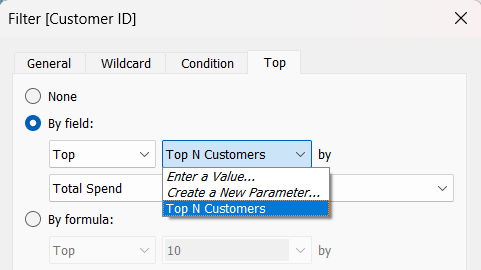 Filter [Customer ID]
General Wildcard Condition Top
None
By field:
Top Top N Customers by
Enter a Value...
Total Spend
Create a New Parameter...
Top N Customers
By formula:
Top 10 by